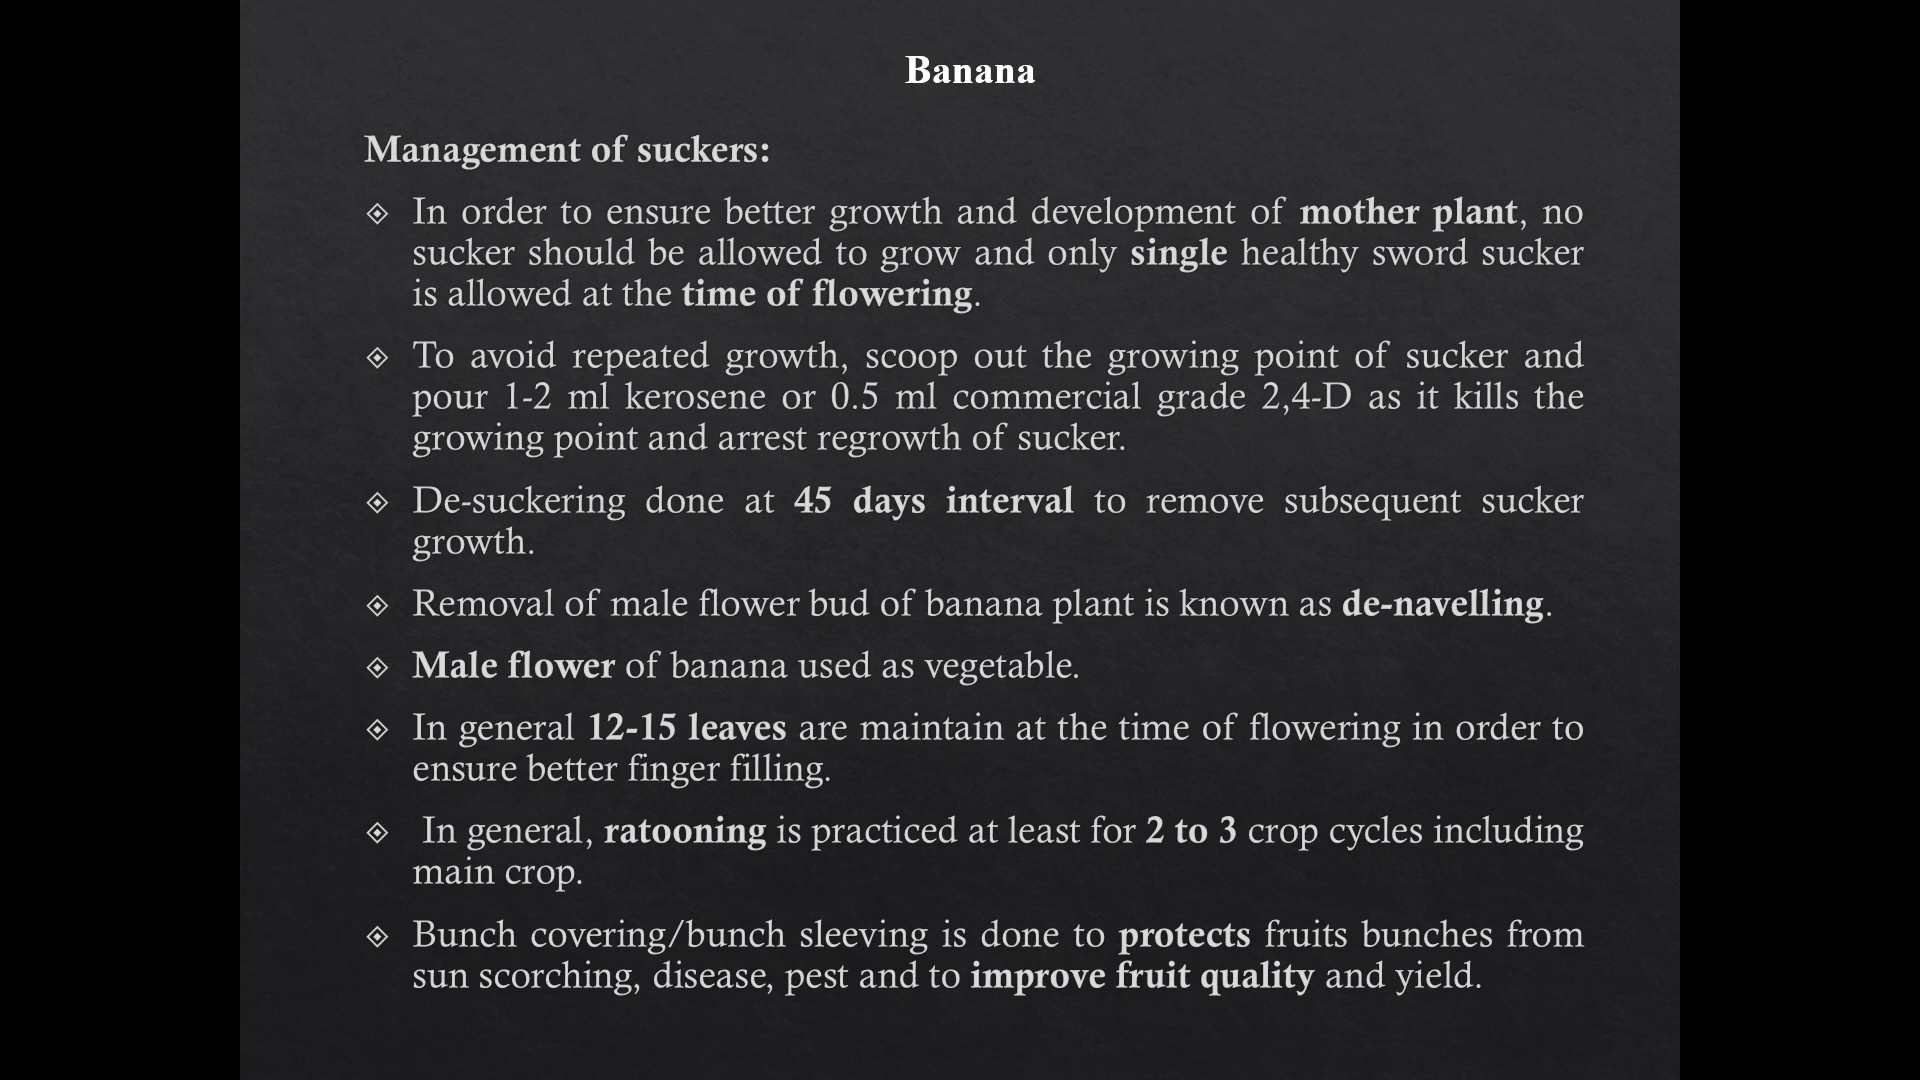 Banana
Management of suckers:
In order to ensure better growth and development of mother plant, no
sucker should be allowed to grow and only single healthy sword sucker
is allowed at the time of flowering.
To avoid repeated growth, scoop out the growing point of sucker and
pour 1-2 ml kerosene or 0.5 ml commercial grade 2,4-D as it kills the
growing point and arrest regrowth of sucker.
De-suckering done at 45 days interval to remove subsequent sucker
growth.
Removal of male flower bud of banana plant is known as de-navelling.
Male flower of banana used as vegetable.
In general 12-15 leaves are maintain at the time of flowering in order to
ensure better finger filling.
In general, ratooning is practiced at least for 2 to 3 crop cycles including
main crop.
Bunch covering/bunch sleeving is done to protects fruits bunches from
sun scorching, disease, pest and to improve fruit quality and yield.